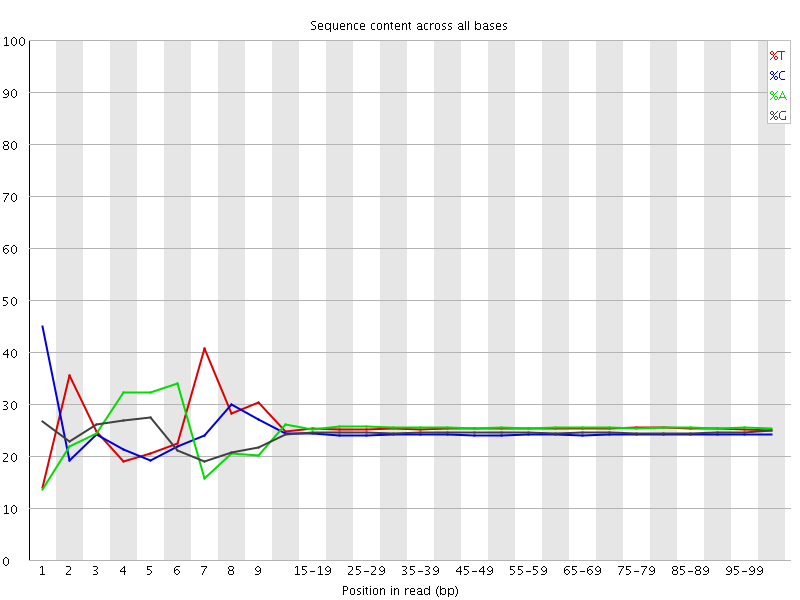 Sequence content across all bases
100
90
80
70
60
50
40
30
20
10
0
%T
%C
%A
%G
1 2 3 4 5 6 7 8 9 15-19 25-29 35-39 45-49 55-59 65-69 75-79 85-89 95-99
Position in read (bp)